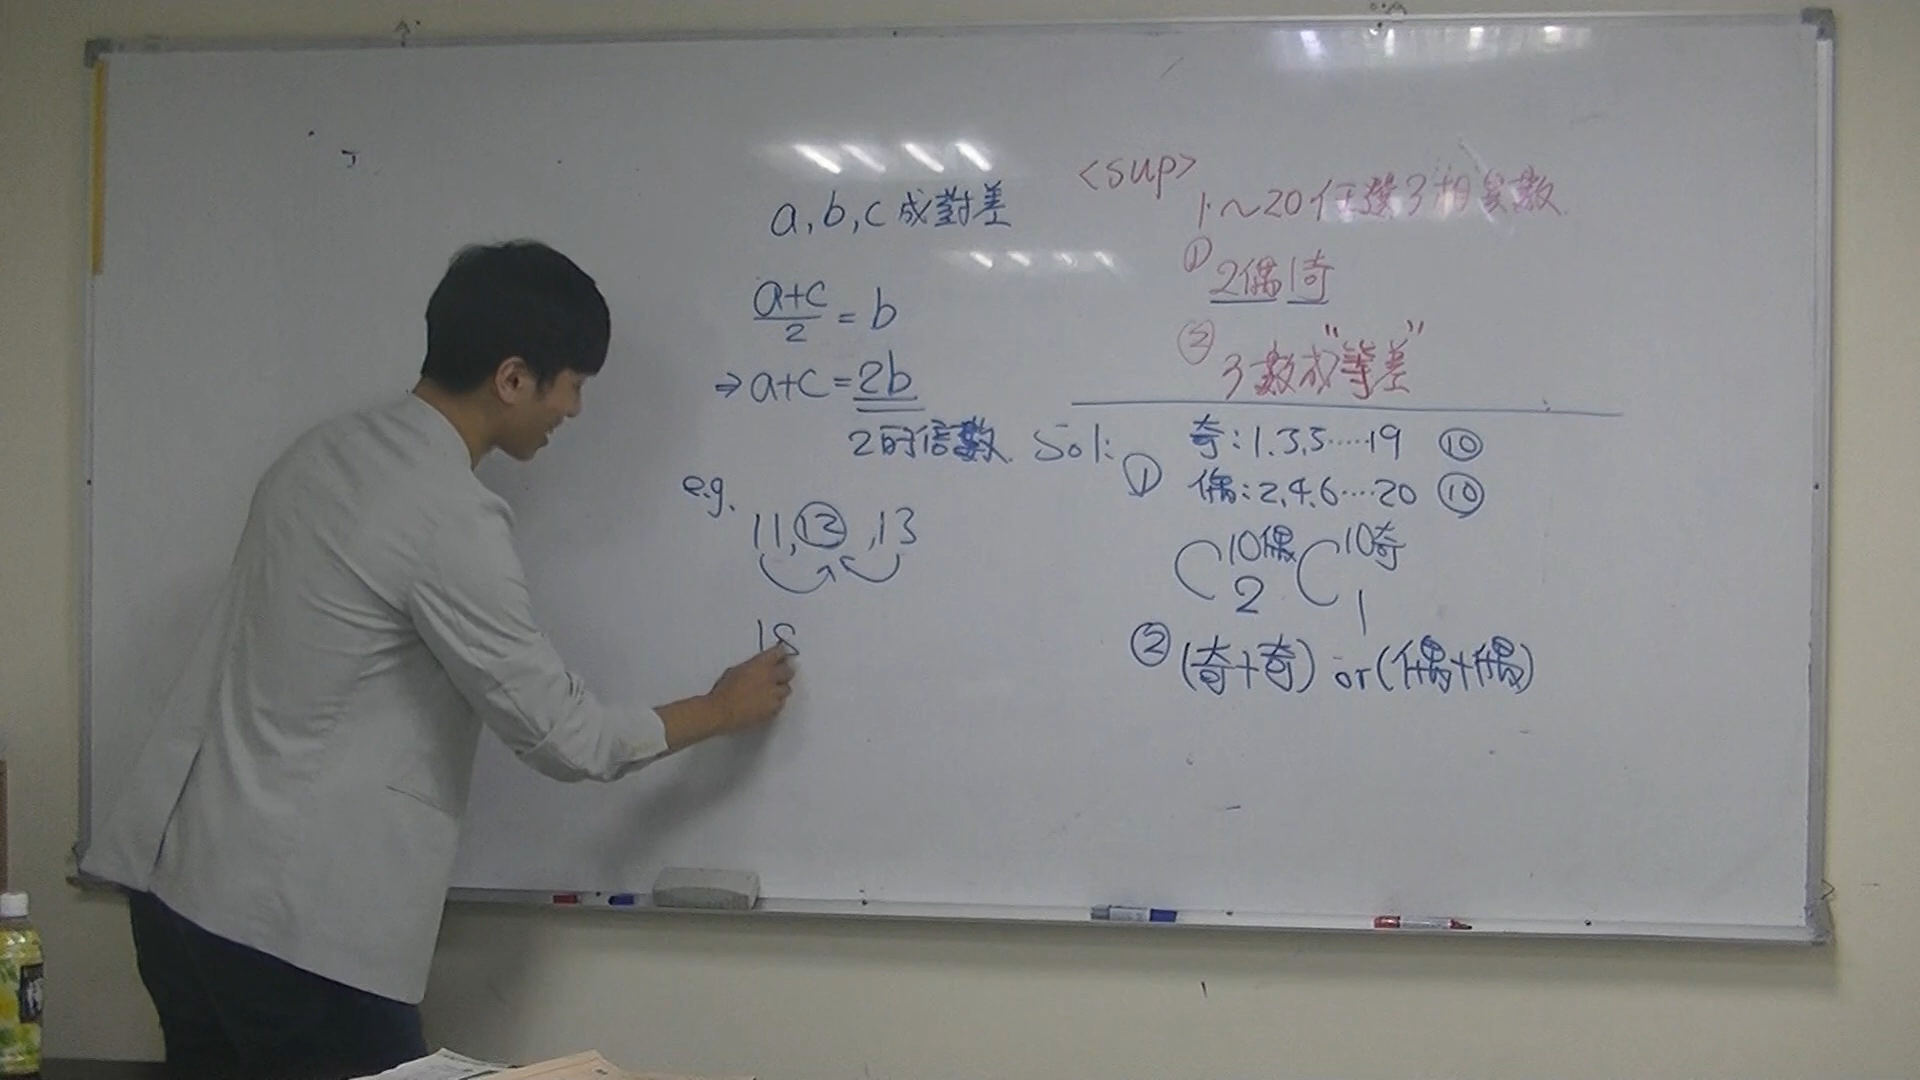 a, b, c 成對差
a+c/2 = b
⇒ a+c = 2b
2的倍數
e.g.
11, ⑫, 13
18
<sup>
1~20 任選3相異數
① 2偶1奇
② 3數成"等差"
Sol:
① 奇: 1.3.5.....19 ⑩
偶: 2.4.6....20 ⑩
C 10偶 2 C 10奇 1
② (奇+奇) or (偶+偶)